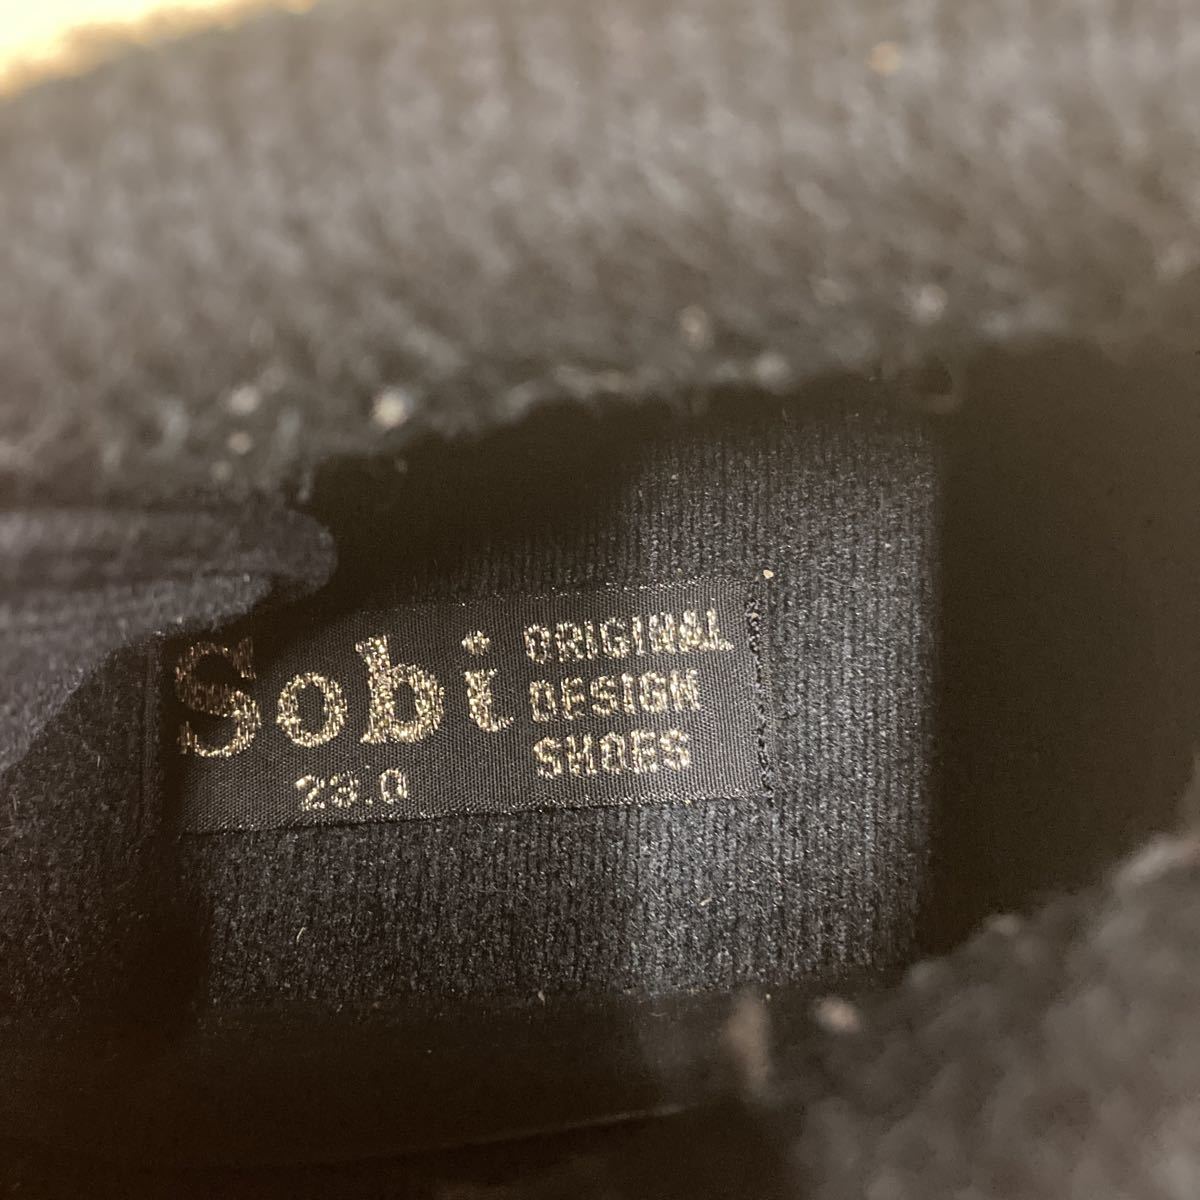 Sobi
ORIGINAL
DESIGN
SHOES
23.0